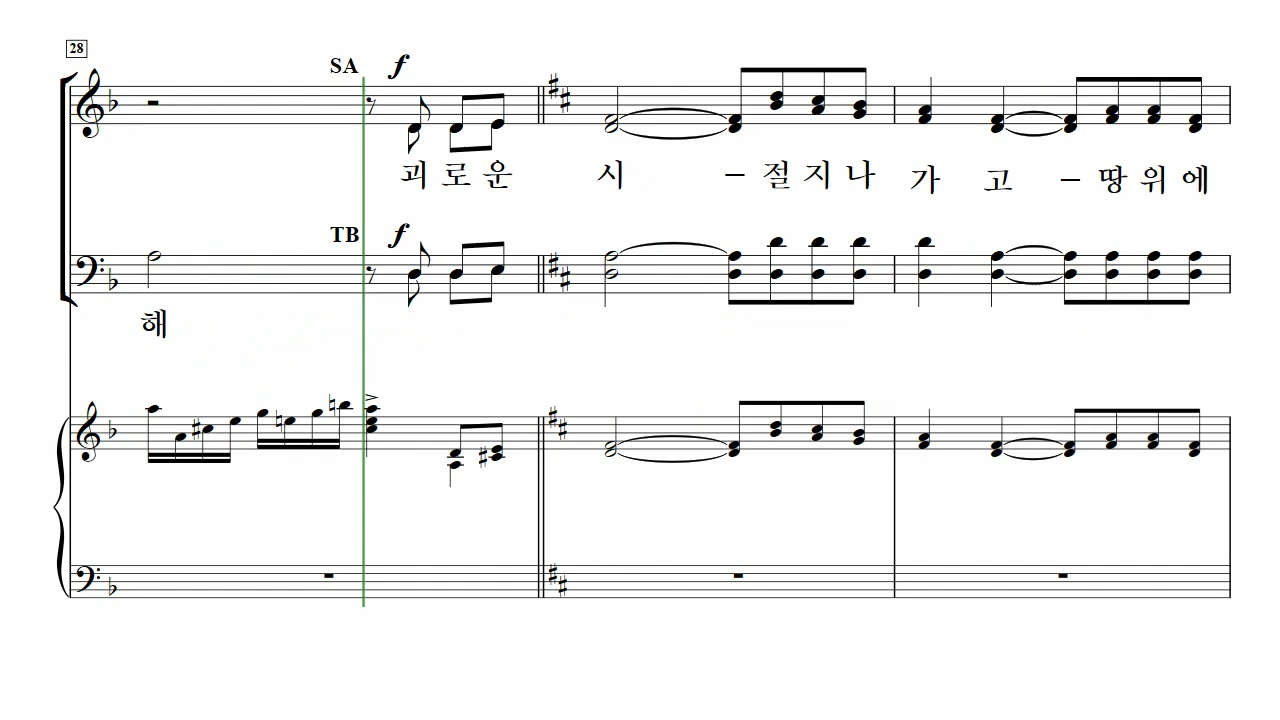 28
SA f
괴 로 운 시 - 절 지 나 가 고 - 땅 위 에
TB f
해